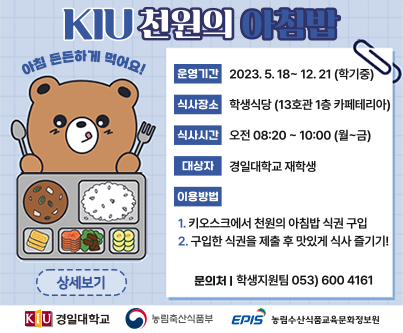 KIU 천원의 아침밥
아침 든든하게 먹어요!
운영기간 2023. 5. 18~ 12. 21 (학기중)
식사장소 학생식당 (13호관 1층 카페테리아)
식사시간 오전 08:20 ~ 10:00 (월~금)
대상자 경일대학교 재학생
이용방법
1. 키오스크에서 천원의 아침밥 식권 구입
2. 구입한 식권을 제출 후 맛있게 식사 즐기기!
상세보기
문의처 | 학생지원팀 053) 600 4161
KIU 경일대학교 농림축산식품부 EPIS 농림수산식품교육문화정보원